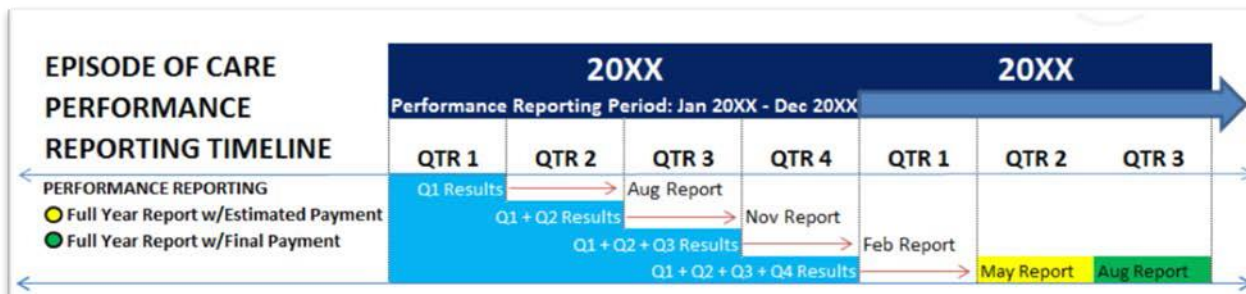 EPISODE OF CARE
PERFORMANCE
REPORTING TIMELINE
20XX
20XX
Performance Reporting Period: Jan 20XX - Dec 20XX
QTR 1
QTR 2
QTR 3
QTR 4
QTR 1
QTR 2
QTR 3
PERFORMANCE REPORTING
Full Year Report w/Estimated Payment
Full Year Report w/Final Payment
Q1 Results
Aug Report
Q1 + Q2 Results
Nov Report
Q1 + Q2 + Q3 Results
Feb Report
Q1 + Q2 + Q3 + Q4 Results
May Report
Aug Report